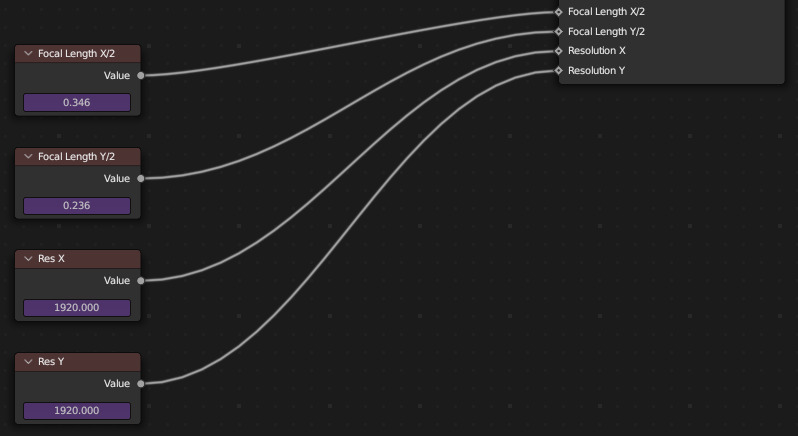 Focal Length X/2
Focal Length Y/2
Resolution X
Resolution Y
Focal Length X/2
Value
0.346
Focal Length Y/2
Value
0.236
Res X
Value
1920.000
Res Y
Value
1920.000